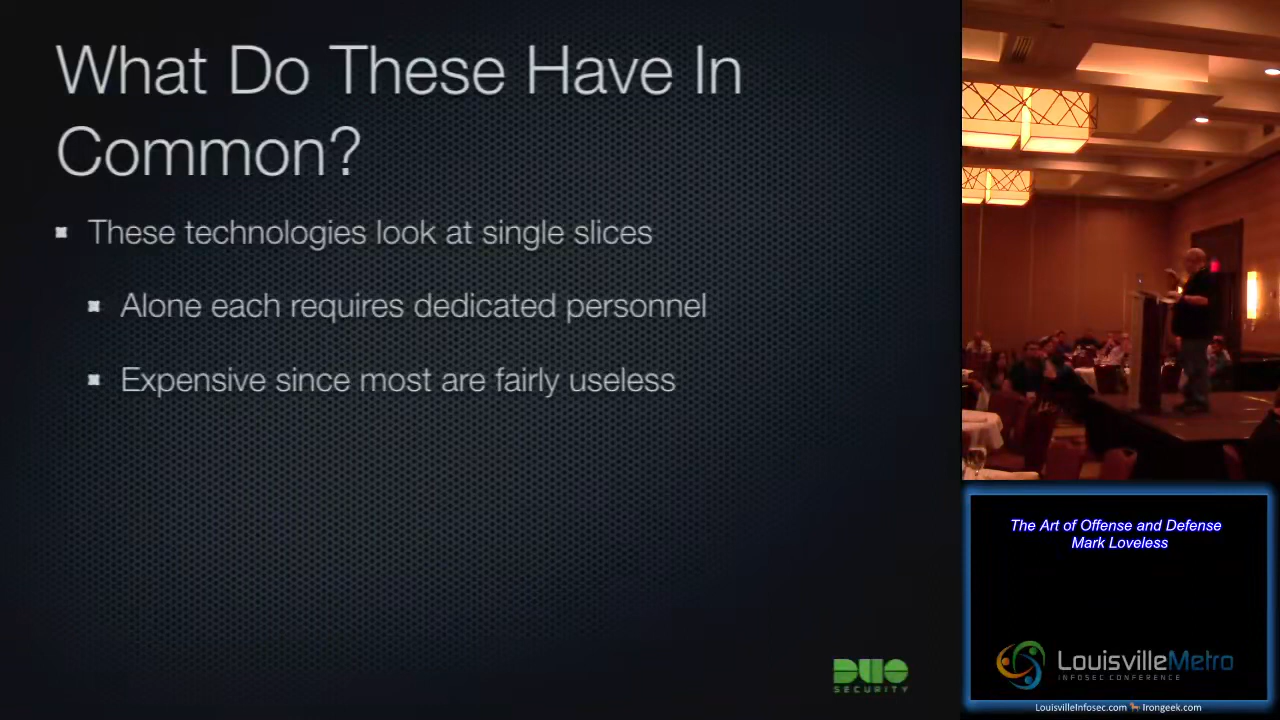 What Do These Have In
Common?
These technologies look at single slices
Alone each requires dedicated personnel
Expensive since most are fairly useless
DUO
SECURITY
The Art of Offense and Defense
Mark Loveless
LouisvilleMetro
INFOSEC CONFERENCE
LouisvilleInfosec.com Irongeek.com